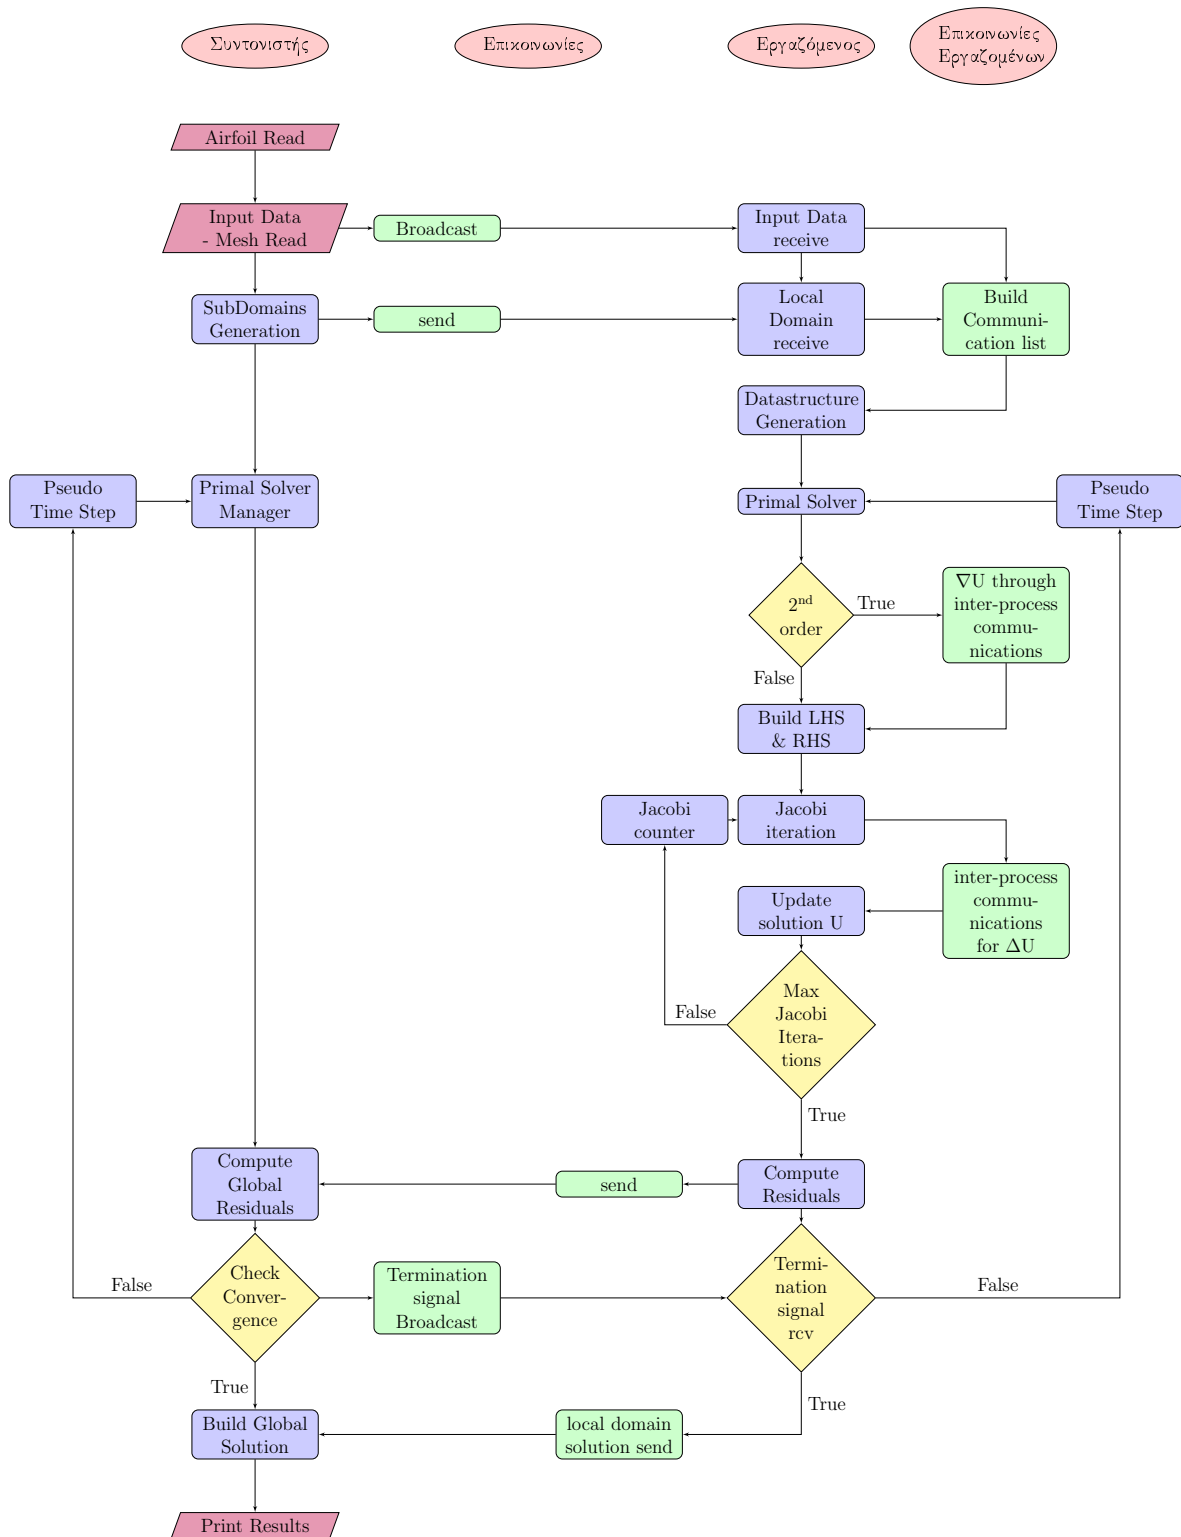 Συντονιστής
Επικοινωνίες
Εργαζόμενος
Επικοινωνίες
Εργαζομένων
Airfoil Read
Input Data
- Mesh Read
Broadcast
Input Data
receive
SubDomains
Generation
send
Local
Domain
receive
Build
Communi-
cation list
Datastructure
Generation
Pseudo
Time Step
Primal Solver
Manager
Primal Solver
Pseudo
Time Step
2nd
order
True
∇U through
inter-process
commu-
nications
False
Build LHS
& RHS
Jacobi
counter
Jacobi
iteration
inter-process
commu-
nications
for ΔU
Update
solution U
Max
Jacobi
Itera-
tions
False
True
Compute
Global
Residuals
send
Compute
Residuals
False
Check
Conver-
gence
Termination
signal
Broadcast
Termi-
nation
signal
rcv
False
True
True
Build Global
Solution
local domain
solution send
Print Results